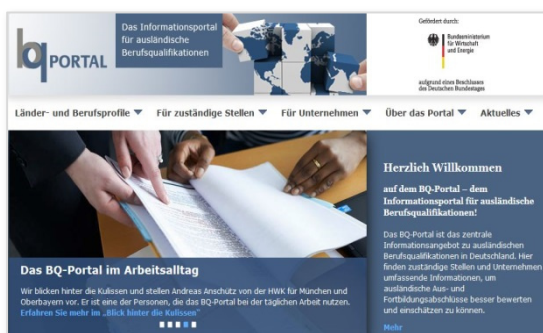 bq PORTAL
Das Informationsportal
für ausländische
Berufsqualifikationen
Gefördert durch:
Bundesministerium
für Wirtschaft
und Energie
aufgrund eines Beschlusses
des Deutschen Bundestages
Länder- und Berufsprofile
Für zuständige Stellen
Für Unternehmen
Über das Portal
Aktuelles
Das BQ-Portal im Arbeitsalltag
Wir blicken hinter die Kulissen und stellen Andreas Anschütz von der HWK für München und
Oberbayern vor. Er ist eine der Personen, die das BQ-Portal bei der täglichen Arbeit nutzen.
Erfahren Sie mehr im „Blick hinter die Kulissen"
Herzlich Willkommen
auf dem BQ-Portal – dem
Informationsportal für ausländische
Berufsqualifikationen!
Das BQ-Portal ist das zentrale
Informationsangebot zu ausländischen
Berufsqualifikationen in Deutschland. Hier
finden zuständige Stellen und Unternehmen
umfassende Informationen, um
ausländische Aus- und
Fortbildungsabschlüsse besser bewerten
und einschätzen zu können.
Mehr